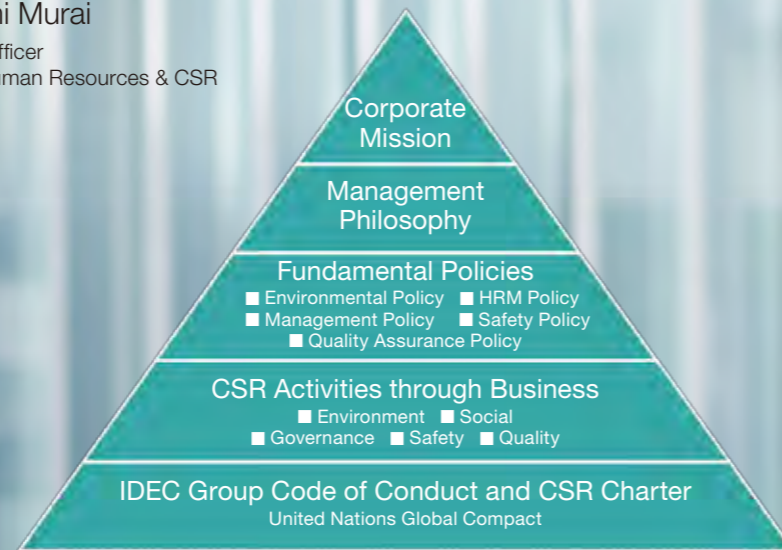 Murai
Human Resources & CSR
Corporate
Mission
Management
Philosophy
Fundamental Policies
■ Environmental Policy ■ HRM Policy
■ Management Policy ■ Safety Policy
■ Quality Assurance Policy
CSR Activities through Business
■ Environment ■ Social
■ Governance ■ Safety ■ Quality
IDEC Group Code of Conduct and CSR Charter
United Nations Global Compact